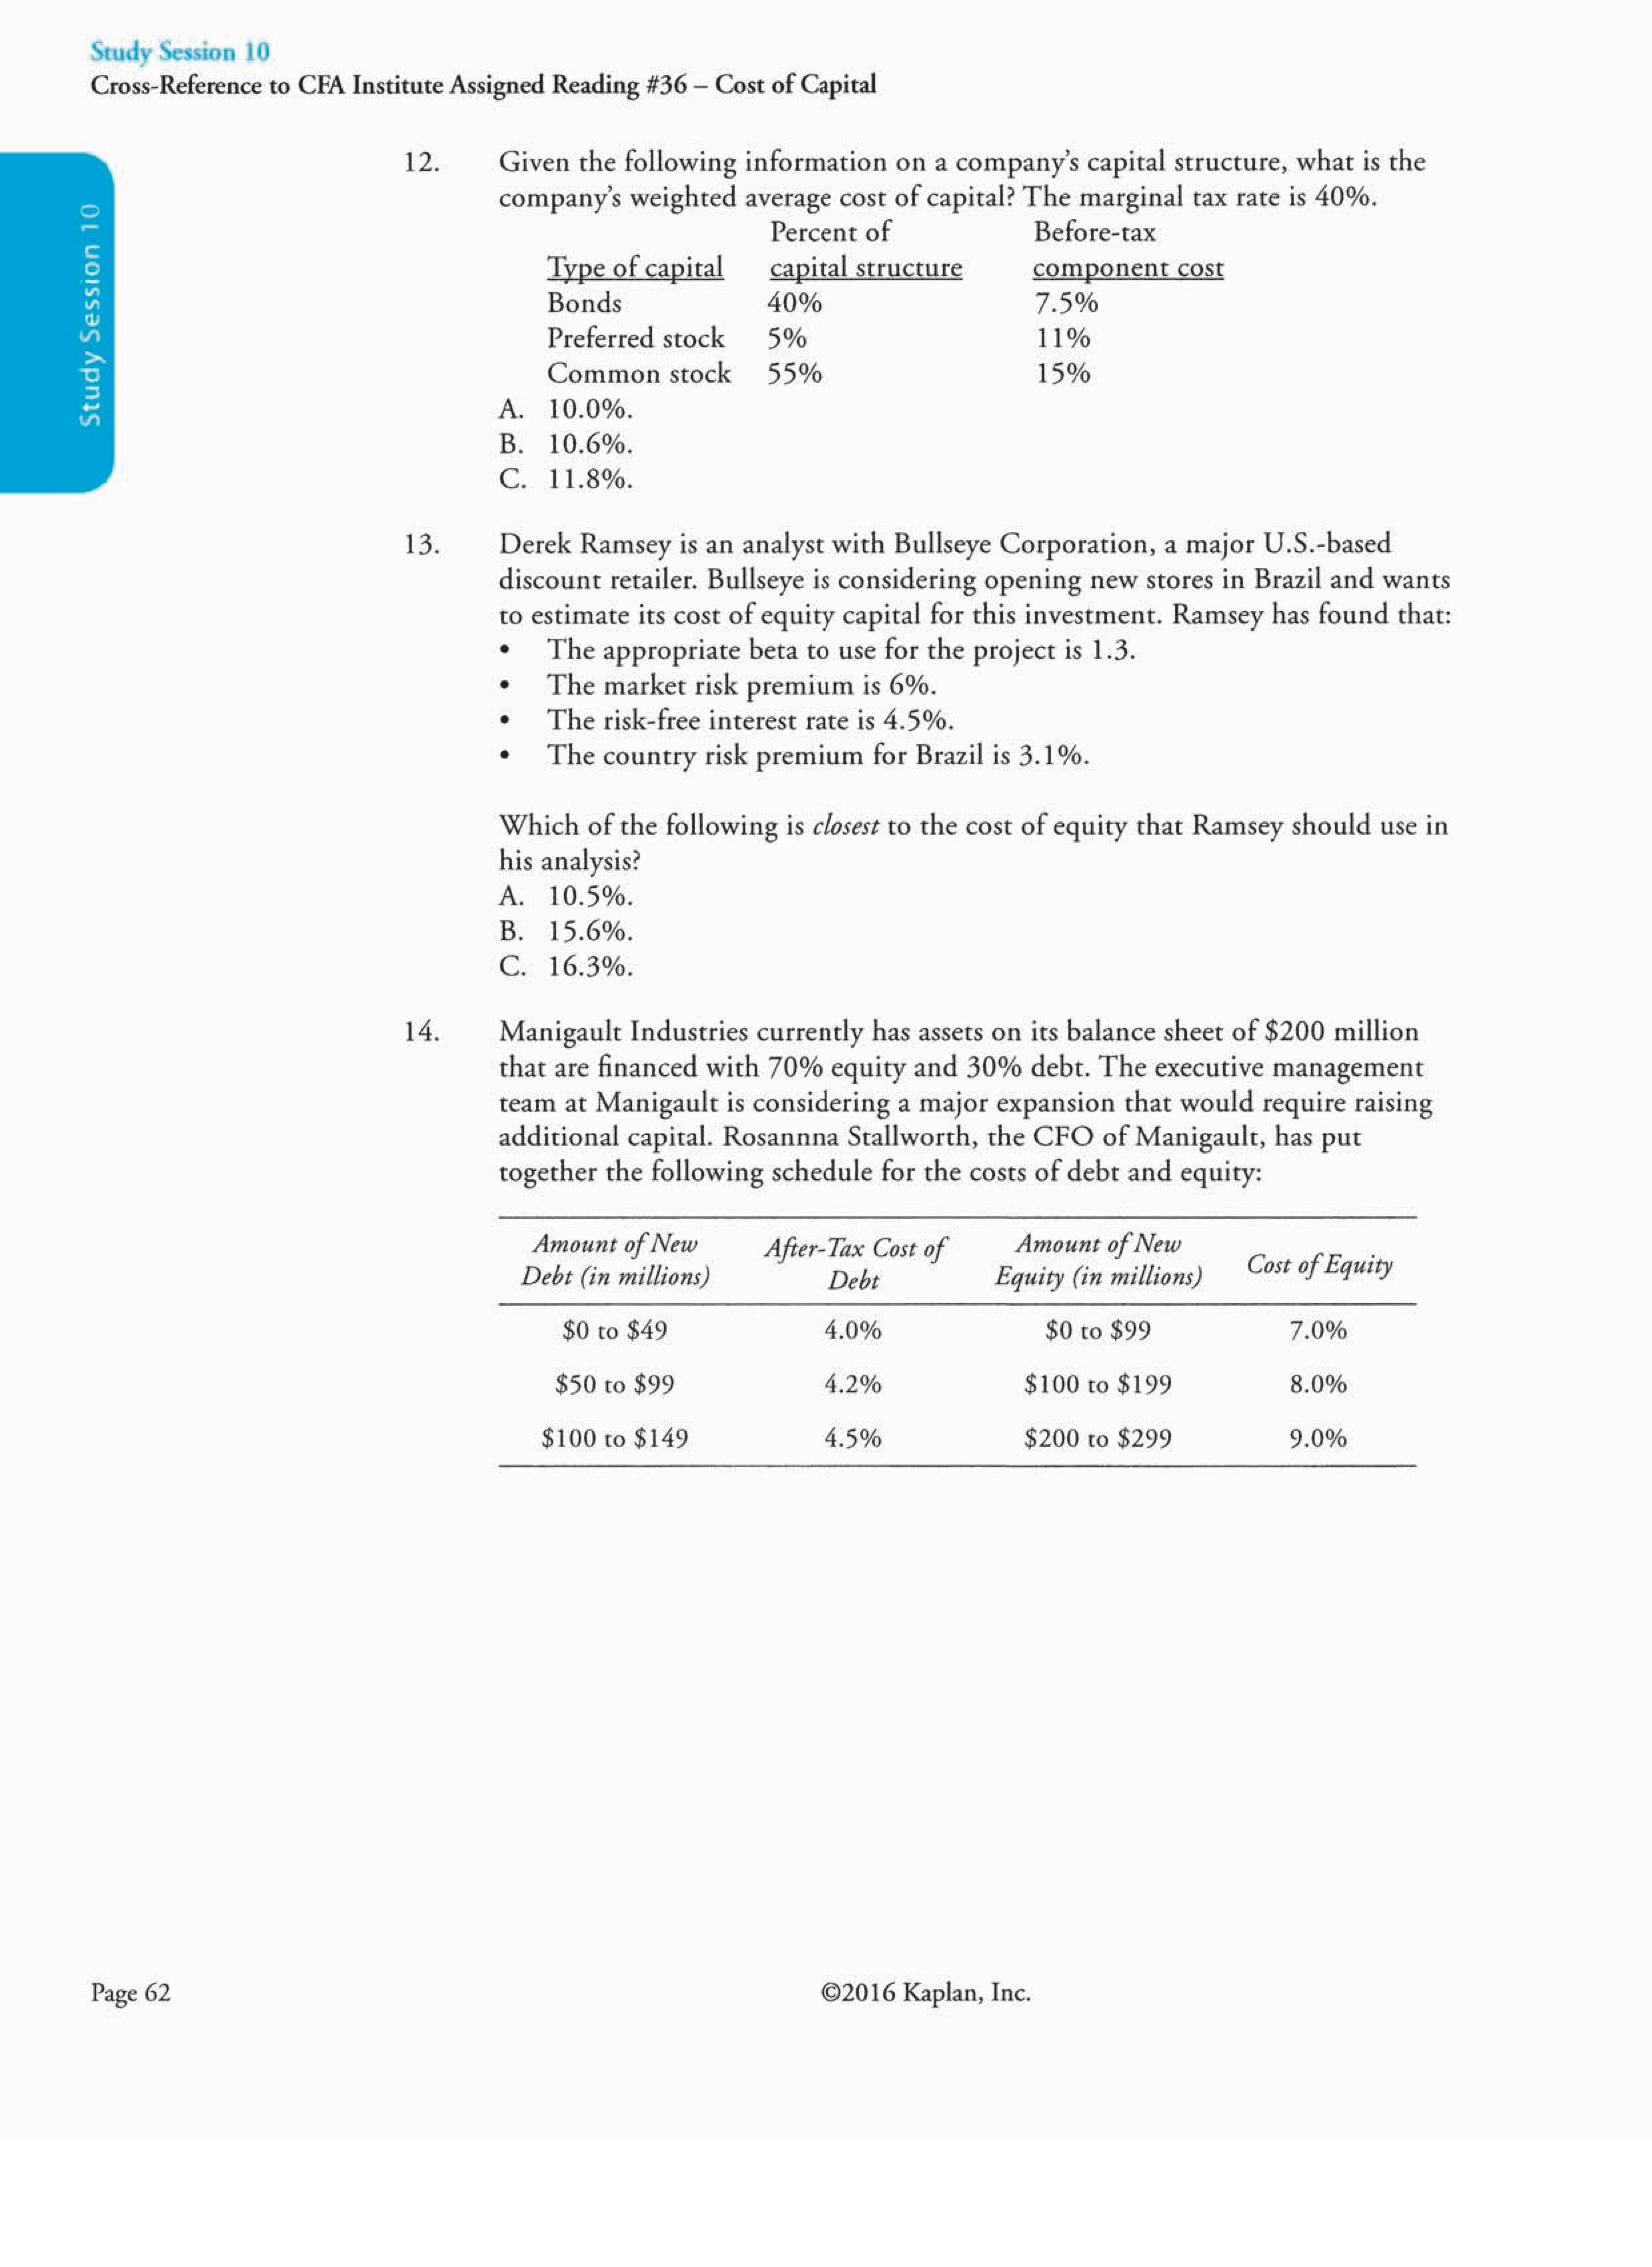 Study Session 10
Cross-Reference to CFA Institute Assigned Reading #36 – Cost of Capital
Study Session 10
12. Given the following information on a company's capital structure, what is the
company's weighted average cost of capital? The marginal tax rate is 40%.
Percent of Before-tax
Type of capital capital structure component cost
Bonds 40% 7.5%
Preferred stock 5% 11%
Common stock 55% 15%
A. 10.0%.
B. 10.6%.
C. 11.8%.
13. Derek Ramsey is an analyst with Bullseye Corporation, a major U.S.-based
discount retailer. Bullseye is considering opening new stores in Brazil and wants
to estimate its cost of equity capital for this investment. Ramsey has found that:
• The appropriate beta to use for the project is 1.3.
• The market risk premium is 6%.
• The risk-free interest rate is 4.5%.
• The country risk premium for Brazil is 3.1%.
Which of the following is closest to the cost of equity that Ramsey should use in
his analysis?
A. 10.5%.
B. 15.6%.
C. 16.3%.
14. Manigault Industries currently has assets on its balance sheet of $200 million
that are financed with 70% equity and 30% debt. The executive management
team at Manigault is considering a major expansion that would require raising
additional capital. Rosannna Stallworth, the CFO of Manigault, has put
together the following schedule for the costs of debt and equity:
Amount of New After-Tax Cost of Amount of New Cost of Equity
Debt (in millions) Debt Equity (in millions)
$0 to $49 4.0% $0 to $99 7.0%
$50 to $99 4.2% $100 to $199 8.0%
$100 to $149 4.5% $200 to $299 9.0%
Page 62 ©2016 Kaplan, Inc.